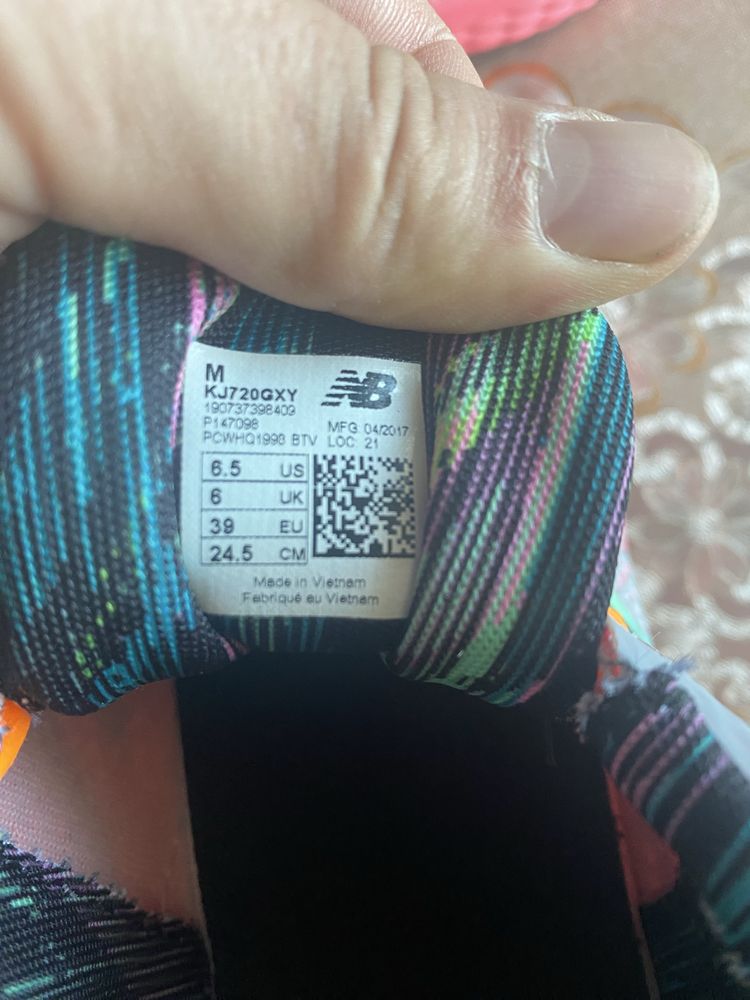 M
KJ720GXY
190737398409
P147098
PCWHQ1998 BTV
NB
MFG. 04/2017
LOC: 21
6.5 US
6 UK
39 EU
24.5 CM
Made in Vietnam
Fabriqué au Vietnam